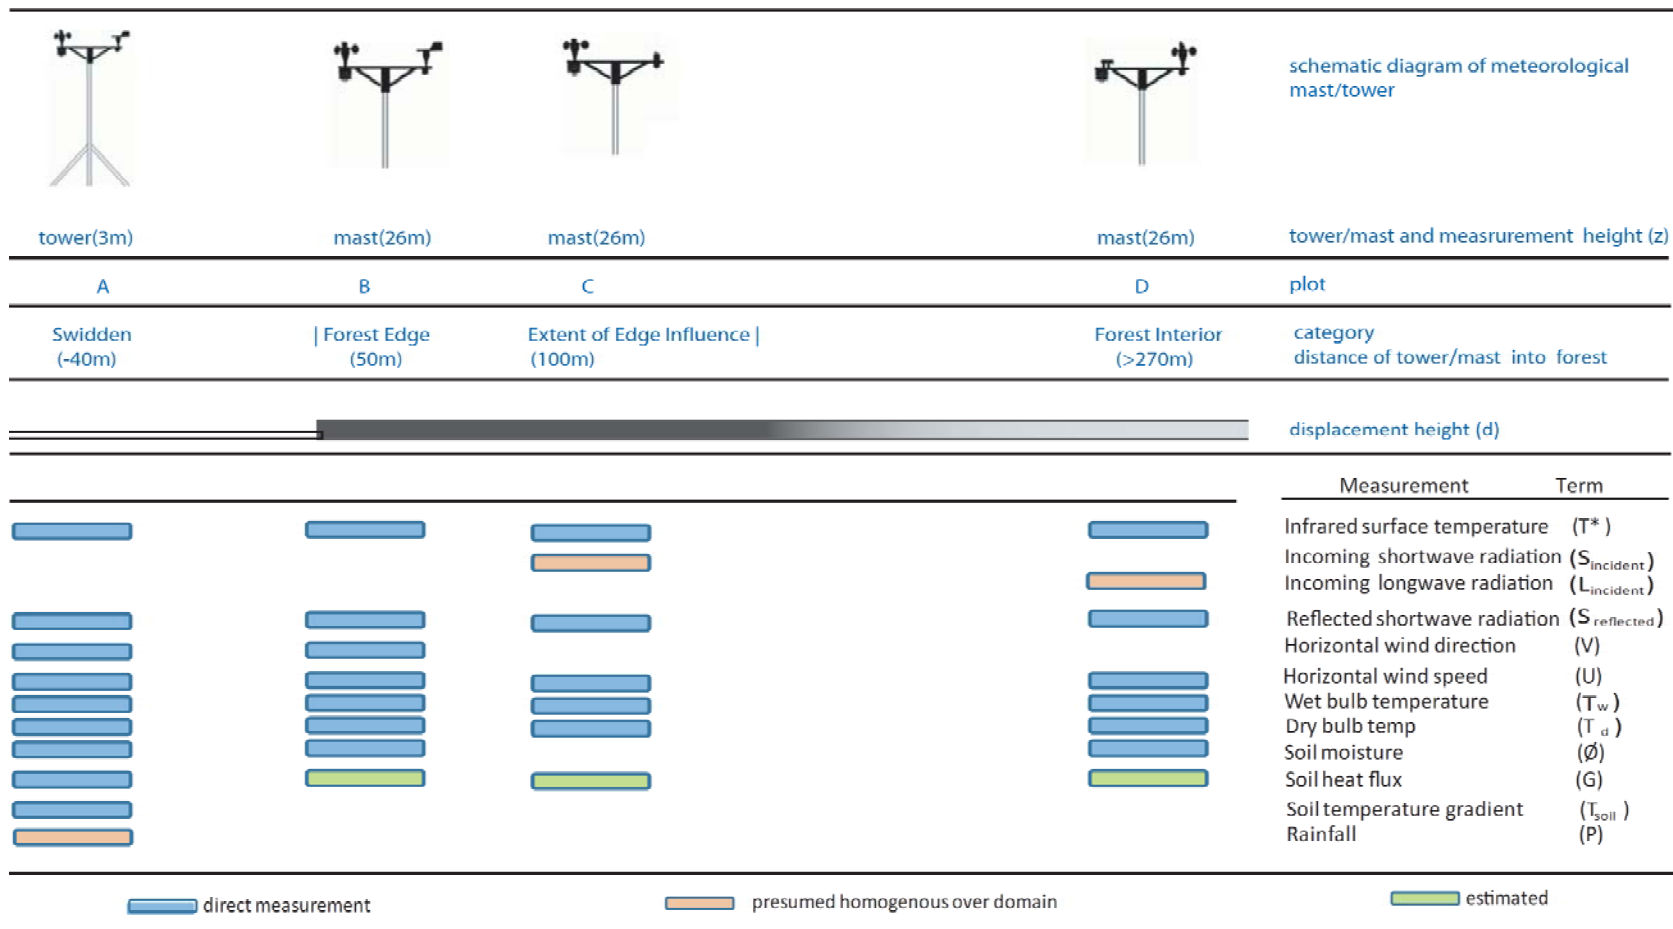 schematic diagram of meteorological
mast/tower
tower(3m) mast(26m) mast(26m) mast(26m) tower/mast and measrurement height (z)
A B C D plot
Swidden | Forest Edge Extent of Edge Influence | Forest Interior category
(-40m) (50m) (100m) (>270m) distance of tower/mast into forest
displacement height (d)
Measurement Term
Infrared surface temperature (T*)
Incoming shortwave radiation (Sincident)
Incoming longwave radiation (Lincident)
Reflected shortwave radiation (Sreflected)
Horizontal wind direction (V)
Horizontal wind speed (U)
Wet bulb temperature (Tw)
Dry bulb temp (Td)
Soil moisture (Ø)
Soil heat flux (G)
Soil temperature gradient (Tsoil)
Rainfall (P)
direct measurement presumed homogenous over domain estimated